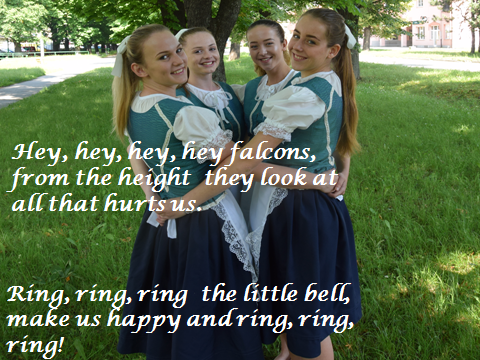 Hey, hey, hey, hey falcons,
from the height they look at
all that hurts us.
Ring, ring, ring the little bell,
make us happy and ring, ring,
ring!